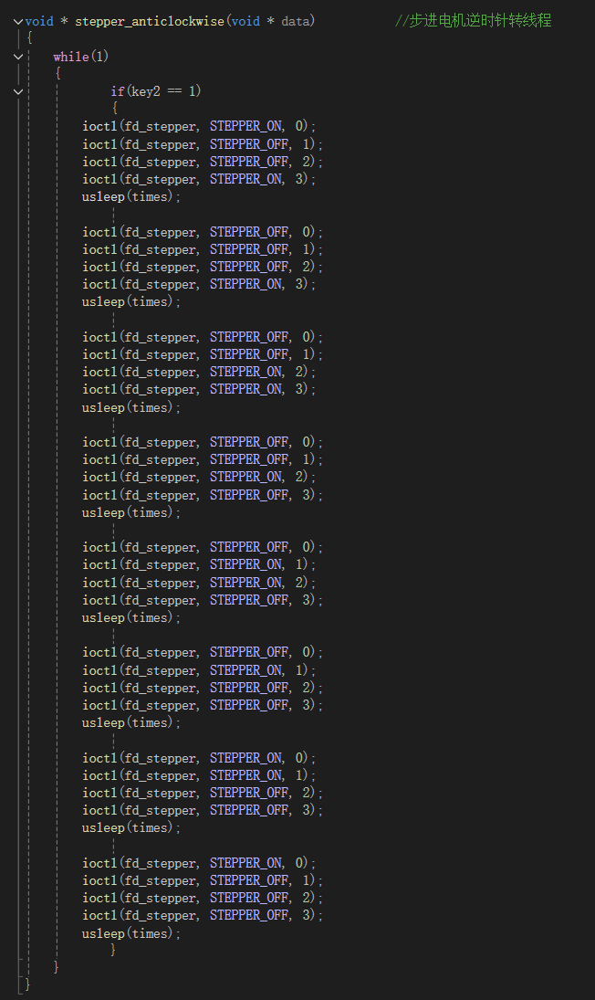 void * stepper_anticlockwise(void * data) //步进电机逆时针转线程
{
while(1)
{
if(key2 == 1)
{
ioctl(fd_stepper, STEPPER_ON, 0);
ioctl(fd_stepper, STEPPER_OFF, 1);
ioctl(fd_stepper, STEPPER_OFF, 2);
ioctl(fd_stepper, STEPPER_ON, 3);
usleep(times);
ioctl(fd_stepper, STEPPER_OFF, 0);
ioctl(fd_stepper, STEPPER_OFF, 1);
ioctl(fd_stepper, STEPPER_OFF, 2);
ioctl(fd_stepper, STEPPER_ON, 3);
usleep(times);
ioctl(fd_stepper, STEPPER_OFF, 0);
ioctl(fd_stepper, STEPPER_OFF, 1);
ioctl(fd_stepper, STEPPER_ON, 2);
ioctl(fd_stepper, STEPPER_ON, 3);
usleep(times);
ioctl(fd_stepper, STEPPER_OFF, 0);
ioctl(fd_stepper, STEPPER_OFF, 1);
ioctl(fd_stepper, STEPPER_ON, 2);
ioctl(fd_stepper, STEPPER_OFF, 3);
usleep(times);
ioctl(fd_stepper, STEPPER_OFF, 0);
ioctl(fd_stepper, STEPPER_ON, 1);
ioctl(fd_stepper, STEPPER_ON, 2);
ioctl(fd_stepper, STEPPER_OFF, 3);
usleep(times);
ioctl(fd_stepper, STEPPER_OFF, 0);
ioctl(fd_stepper, STEPPER_ON, 1);
ioctl(fd_stepper, STEPPER_OFF, 2);
ioctl(fd_stepper, STEPPER_OFF, 3);
usleep(times);
ioctl(fd_stepper, STEPPER_ON, 0);
ioctl(fd_stepper, STEPPER_ON, 1);
ioctl(fd_stepper, STEPPER_OFF, 2);
ioctl(fd_stepper, STEPPER_OFF, 3);
usleep(times);
ioctl(fd_stepper, STEPPER_ON, 0);
ioctl(fd_stepper, STEPPER_OFF, 1);
ioctl(fd_stepper, STEPPER_OFF, 2);
ioctl(fd_stepper, STEPPER_OFF, 3);
usleep(times);
}
}
}